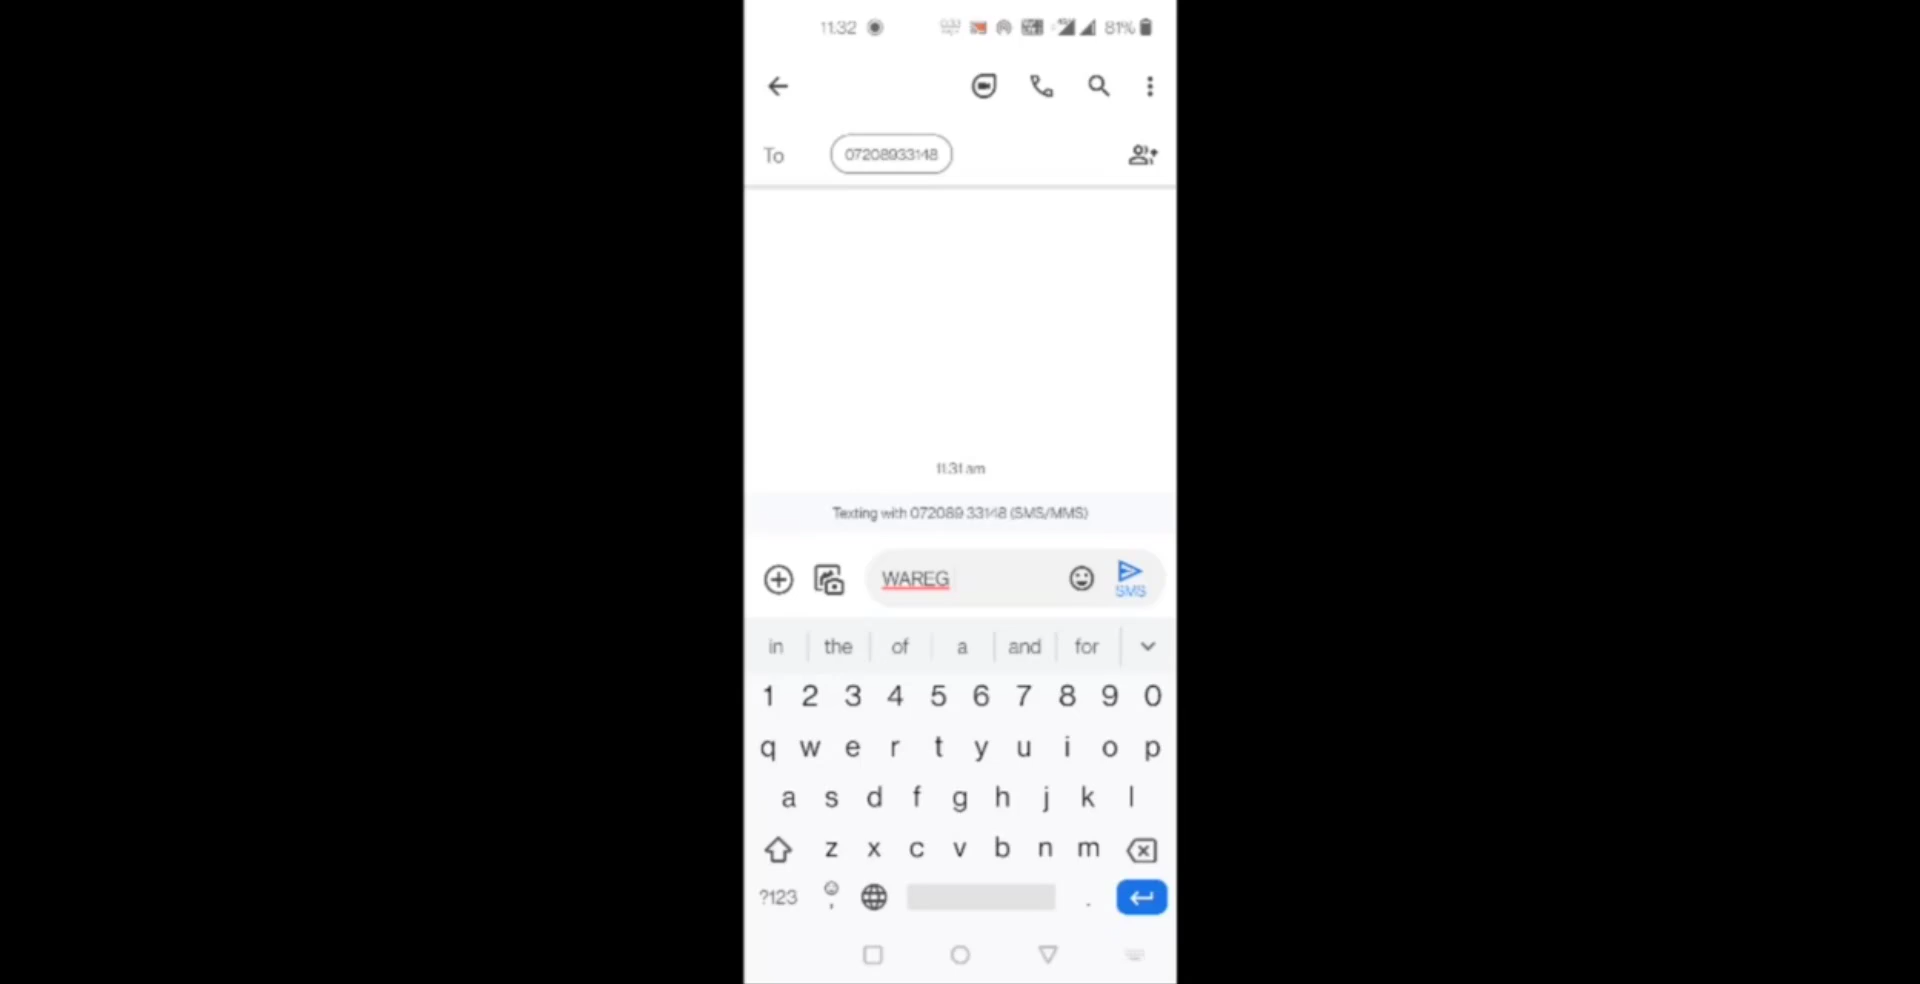 11:32 81%
To 07208933148
11:31 am
Texting with 072089 33148 (SMS/MMS)
WAREG
SMS
in the of a and for
1 2 3 4 5 6 7 8 9 0
q w e r t y u i o p
a s d f g h j k l
z x c v b n m
?123 , .